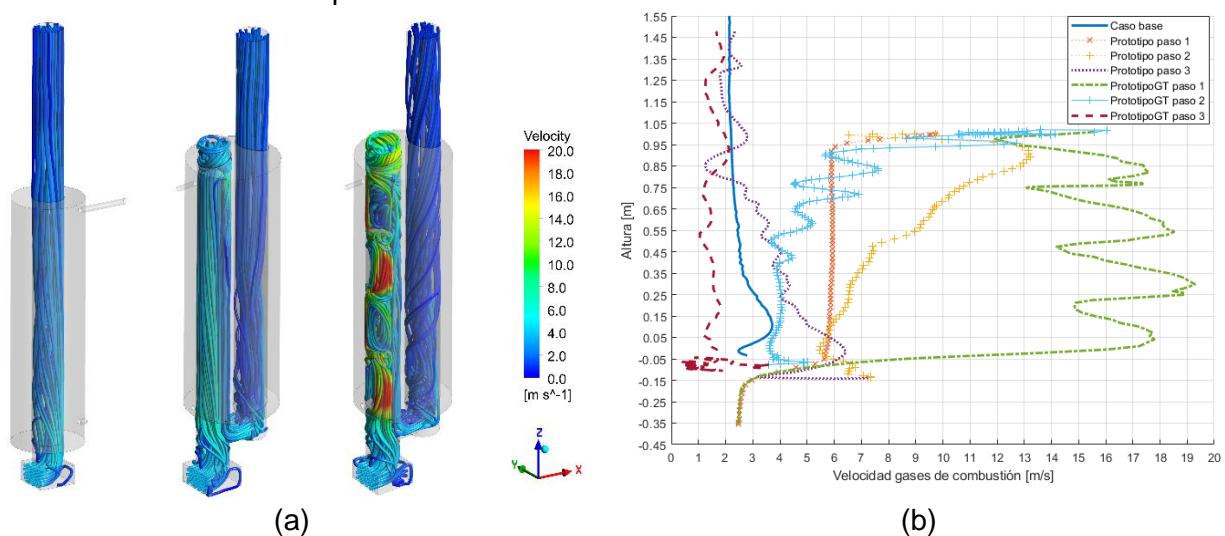 Velocity
20.0
18.0
16.0
14.0
12.0
10.0
8.0
6.0
4.0
2.0
0.0
[m s^-1]
Z
Y
X
(a)
Caso base
Prototipo paso 1
Prototipo paso 2
Prototipo paso 3
PrototipoGT paso 1
PrototipoGT paso 2
PrototipoGT paso 3
Altura [m]
1.55
1.45
1.35
1.25
1.15
1.05
0.95
0.85
0.75
0.65
0.55
0.45
0.35
0.25
0.15
0.05
-0.05
-0.15
-0.25
-0.35
-0.45
0 1 2 3 4 5 6 7 8 9 10 11 12 13 14 15 16 17 18 19 20
Velocidad gases de combustión [m/s]
(b)